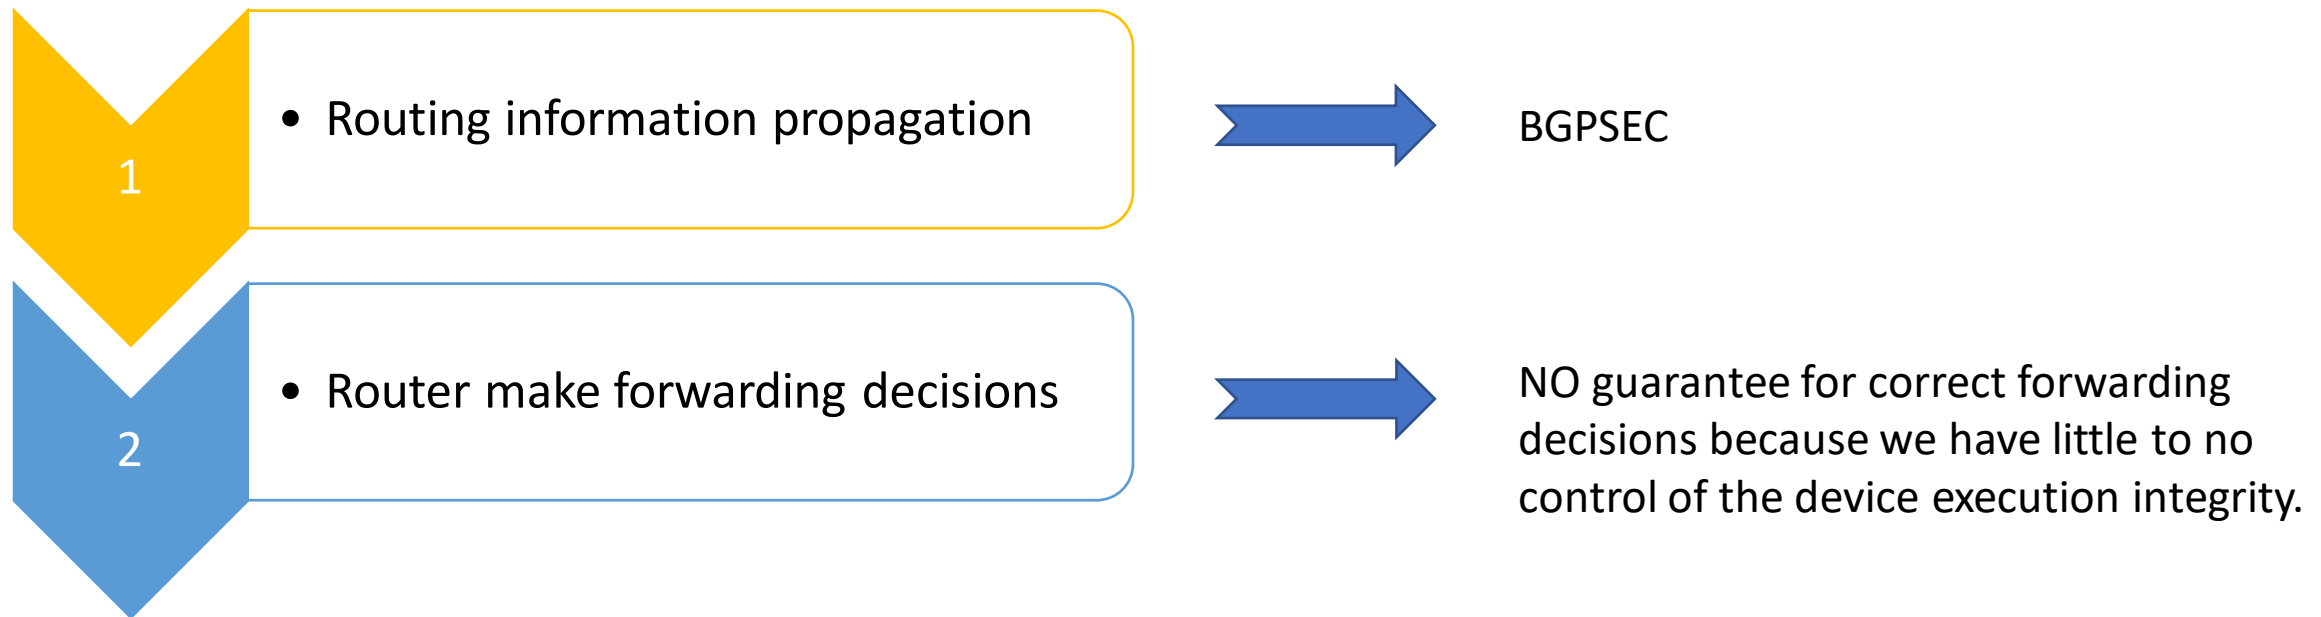 1
• Routing information propagation
BGPSEC
2
• Router make forwarding decisions
NO guarantee for correct forwarding
decisions because we have little to no
control of the device execution integrity.